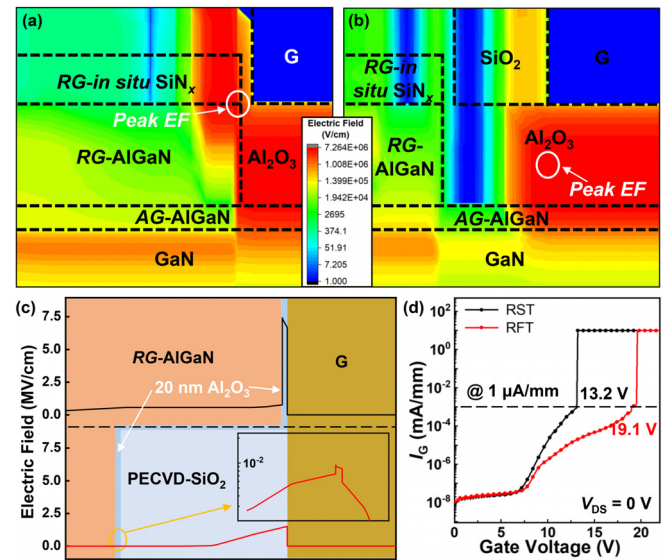 (a)
G
RG-in situ SiNₓ
Peak EF
RG-AlGaN
Al₂O₃
AG-AlGaN
GaN
Electric Field
(V/cm)
7.264E+06
1.008E+06
1.399E+05
1.942E+04
2695
374.1
51.91
7.205
1.000
(b)
SiO₂
G
RG-in
situ SiNₓ
RG-
AlGaN
Al₂O₃
Peak EF
AG-AlGaN
GaN
(c)
Electric Field (MV/cm)
7.5
5.0
2.5
0.0
7.5
5.0
2.5
0.0
RG-AlGaN
G
20 nm Al₂O₃
PECVD-SiO₂
10⁻²
(d)
RST
RFT
I_G (mA/mm)
10²
10⁰
10⁻²
10⁻⁴
10⁻⁶
10⁻⁸
@ 1 μA/mm
13.2 V
19.1 V
V_DS = 0 V
0
5
10
15
20
Gate Voltage (V)